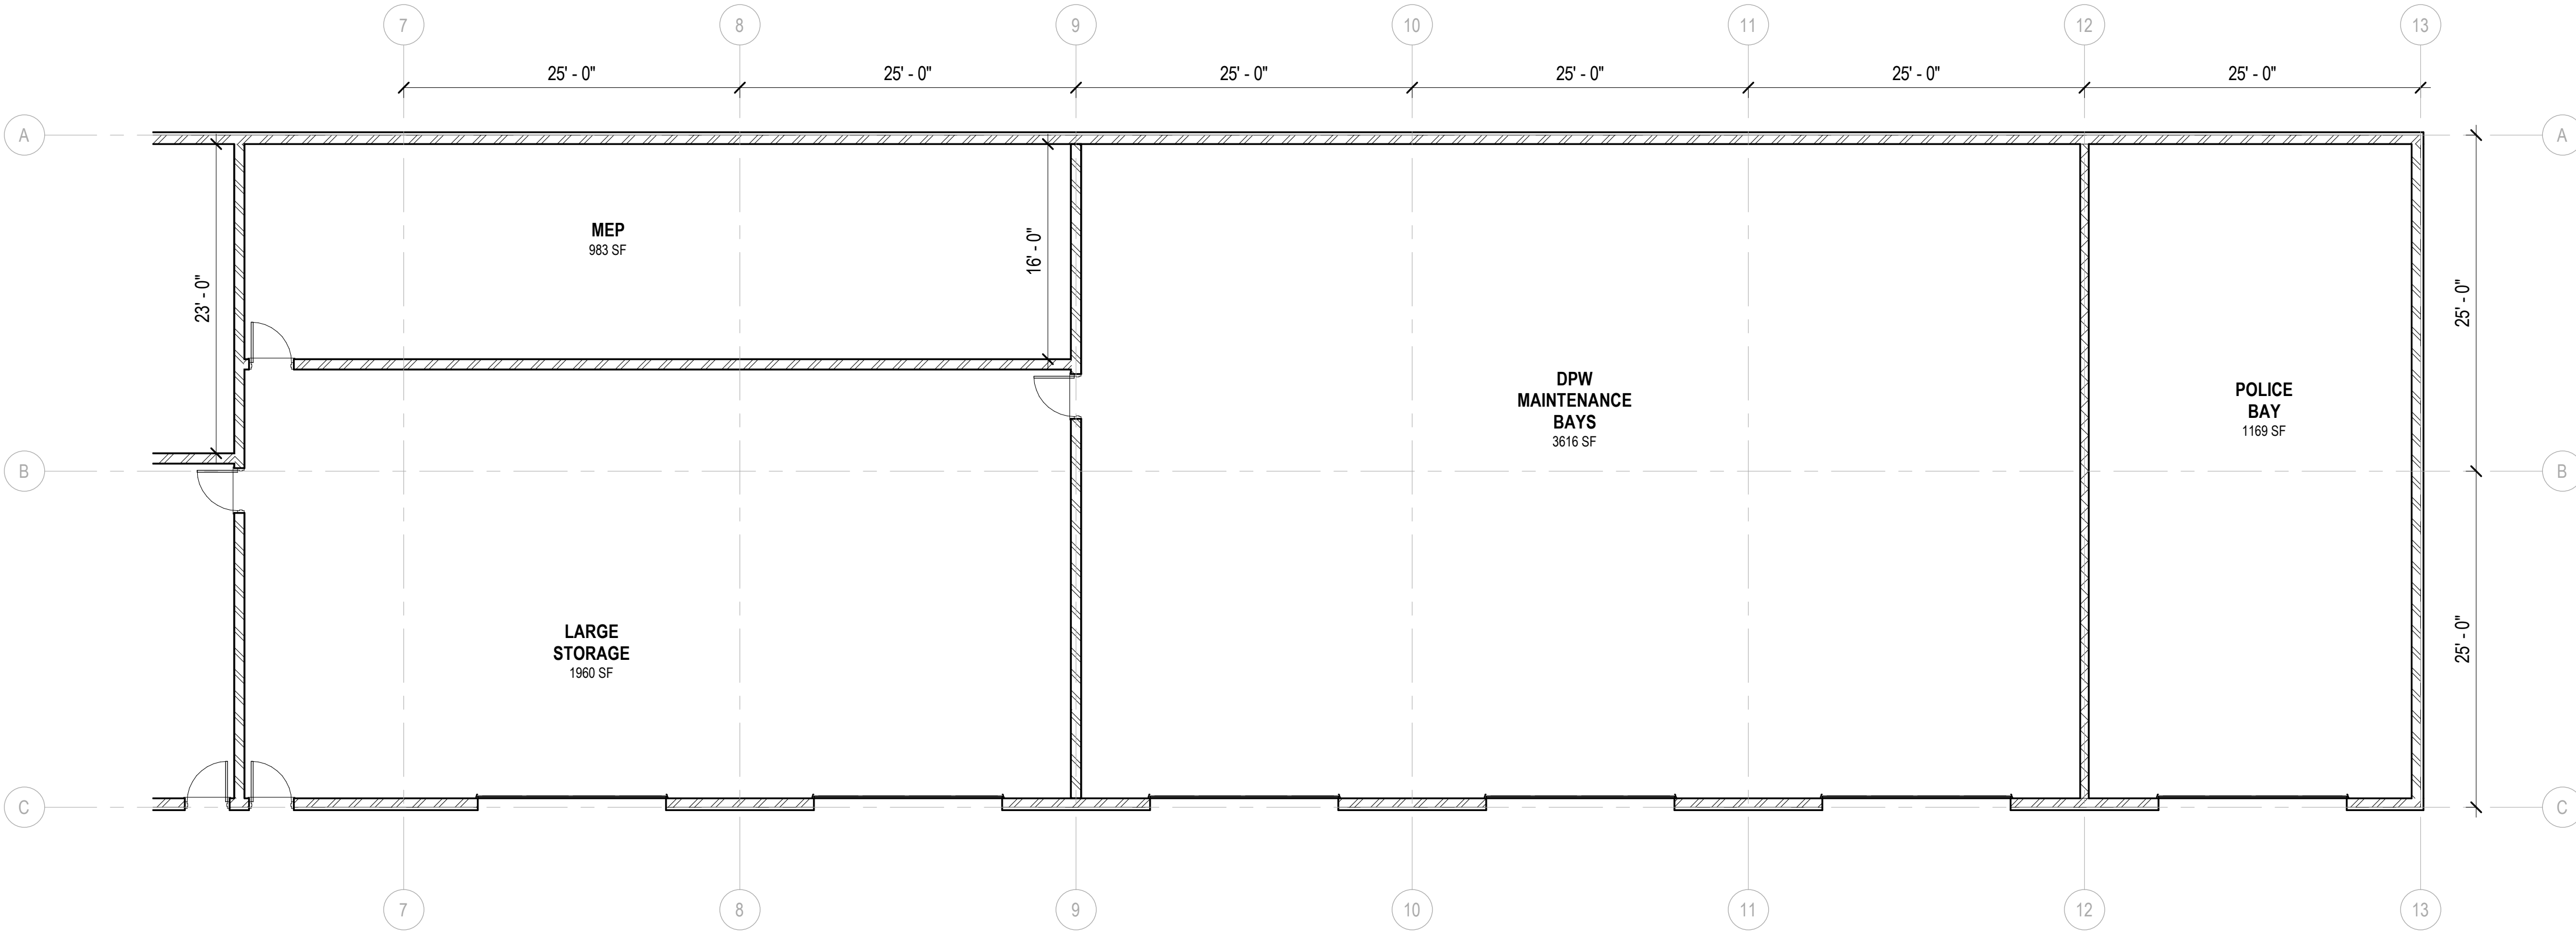 7 8 9 10 11 12 13
25' - 0" 25' - 0" 25' - 0" 25' - 0" 25' - 0" 25' - 0"
A A
MEP
983 SF
16' - 0"
23' - 0"
25' - 0"
DPW
MAINTENANCE
BAYS
3616 SF
POLICE
BAY
1169 SF
B B
LARGE
STORAGE
1960 SF
25' - 0"
C C
7 8 9 10 11 12 13